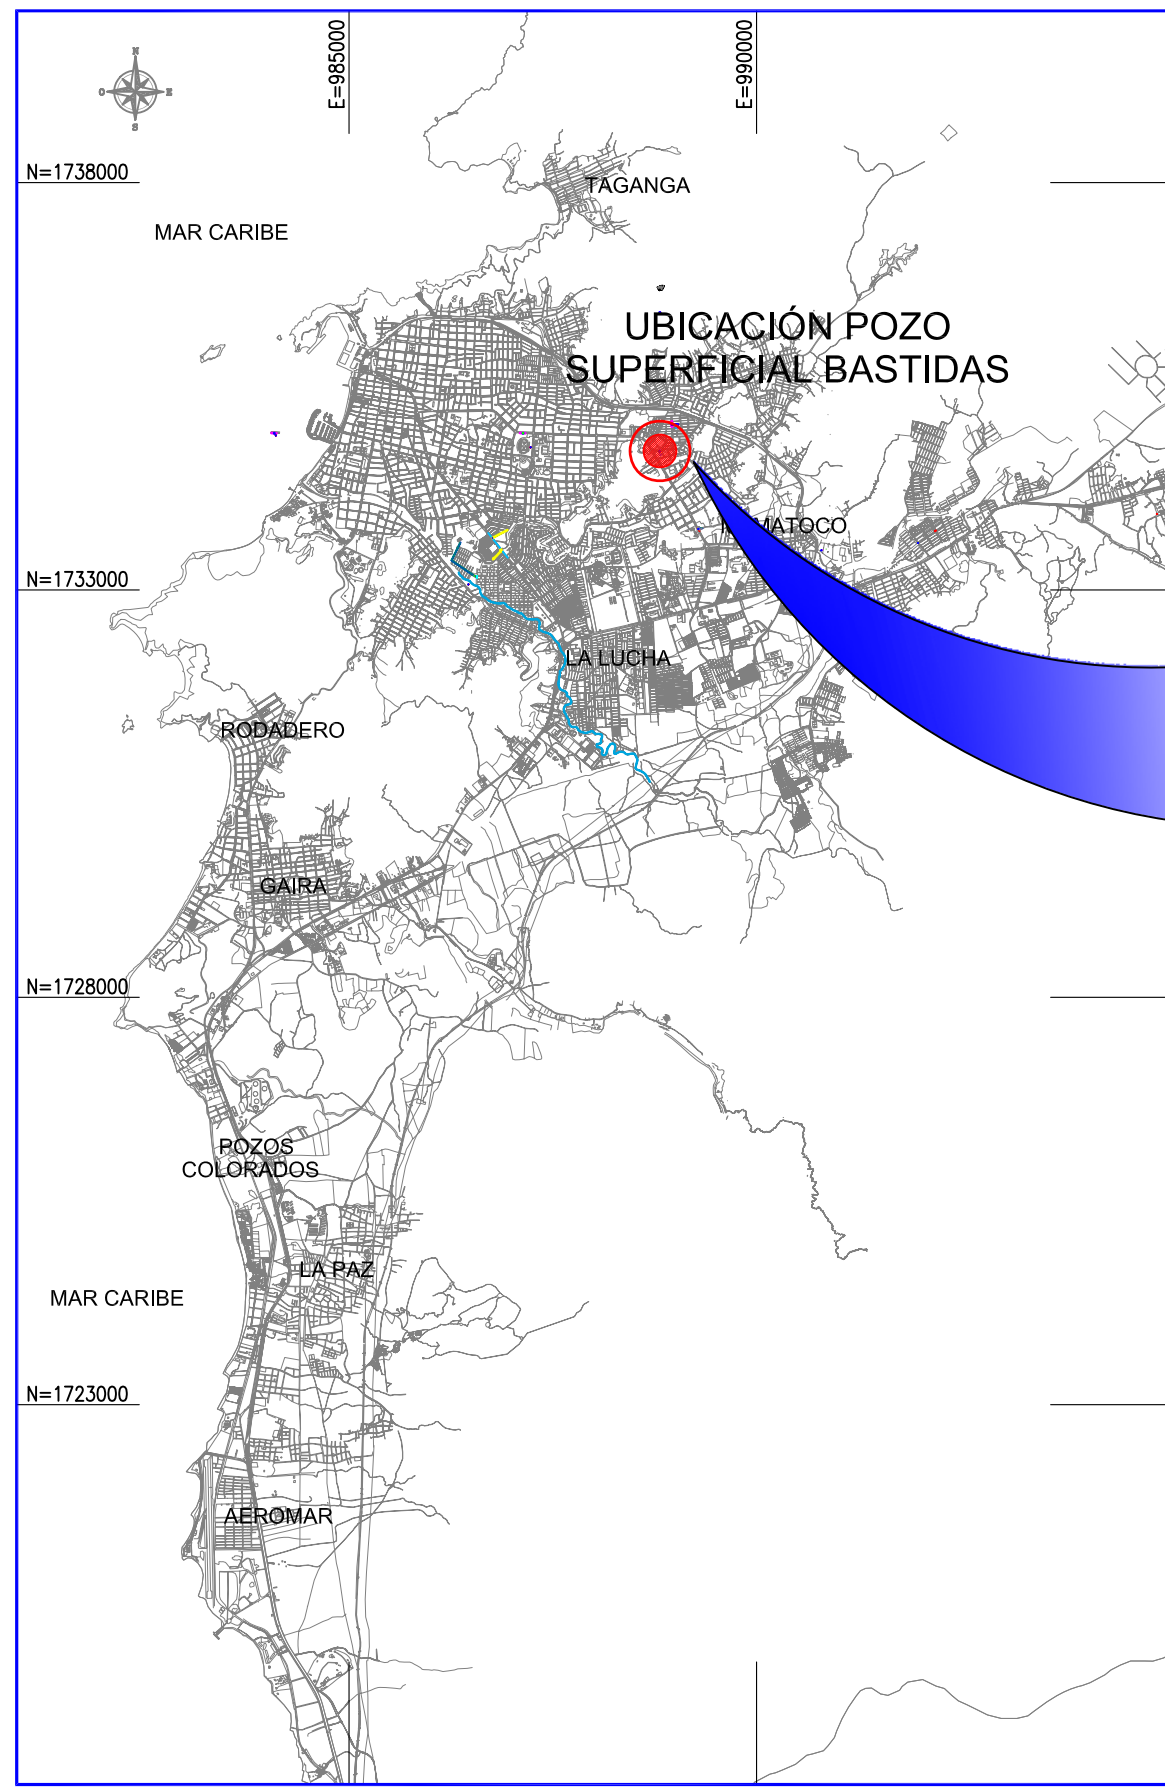 E=985000
E=990000
N
O
E
S
N=1738000
TAGANGA
MAR CARIBE
UBICACIÓN POZO
SUPERFICIAL BASTIDAS
MAMATOCO
N=1733000
LA LUCHA
RODADERO
GAIRA
N=1728000
POZOS
COLORADOS
LA PAZ
MAR CARIBE
N=1723000
AEROMAR